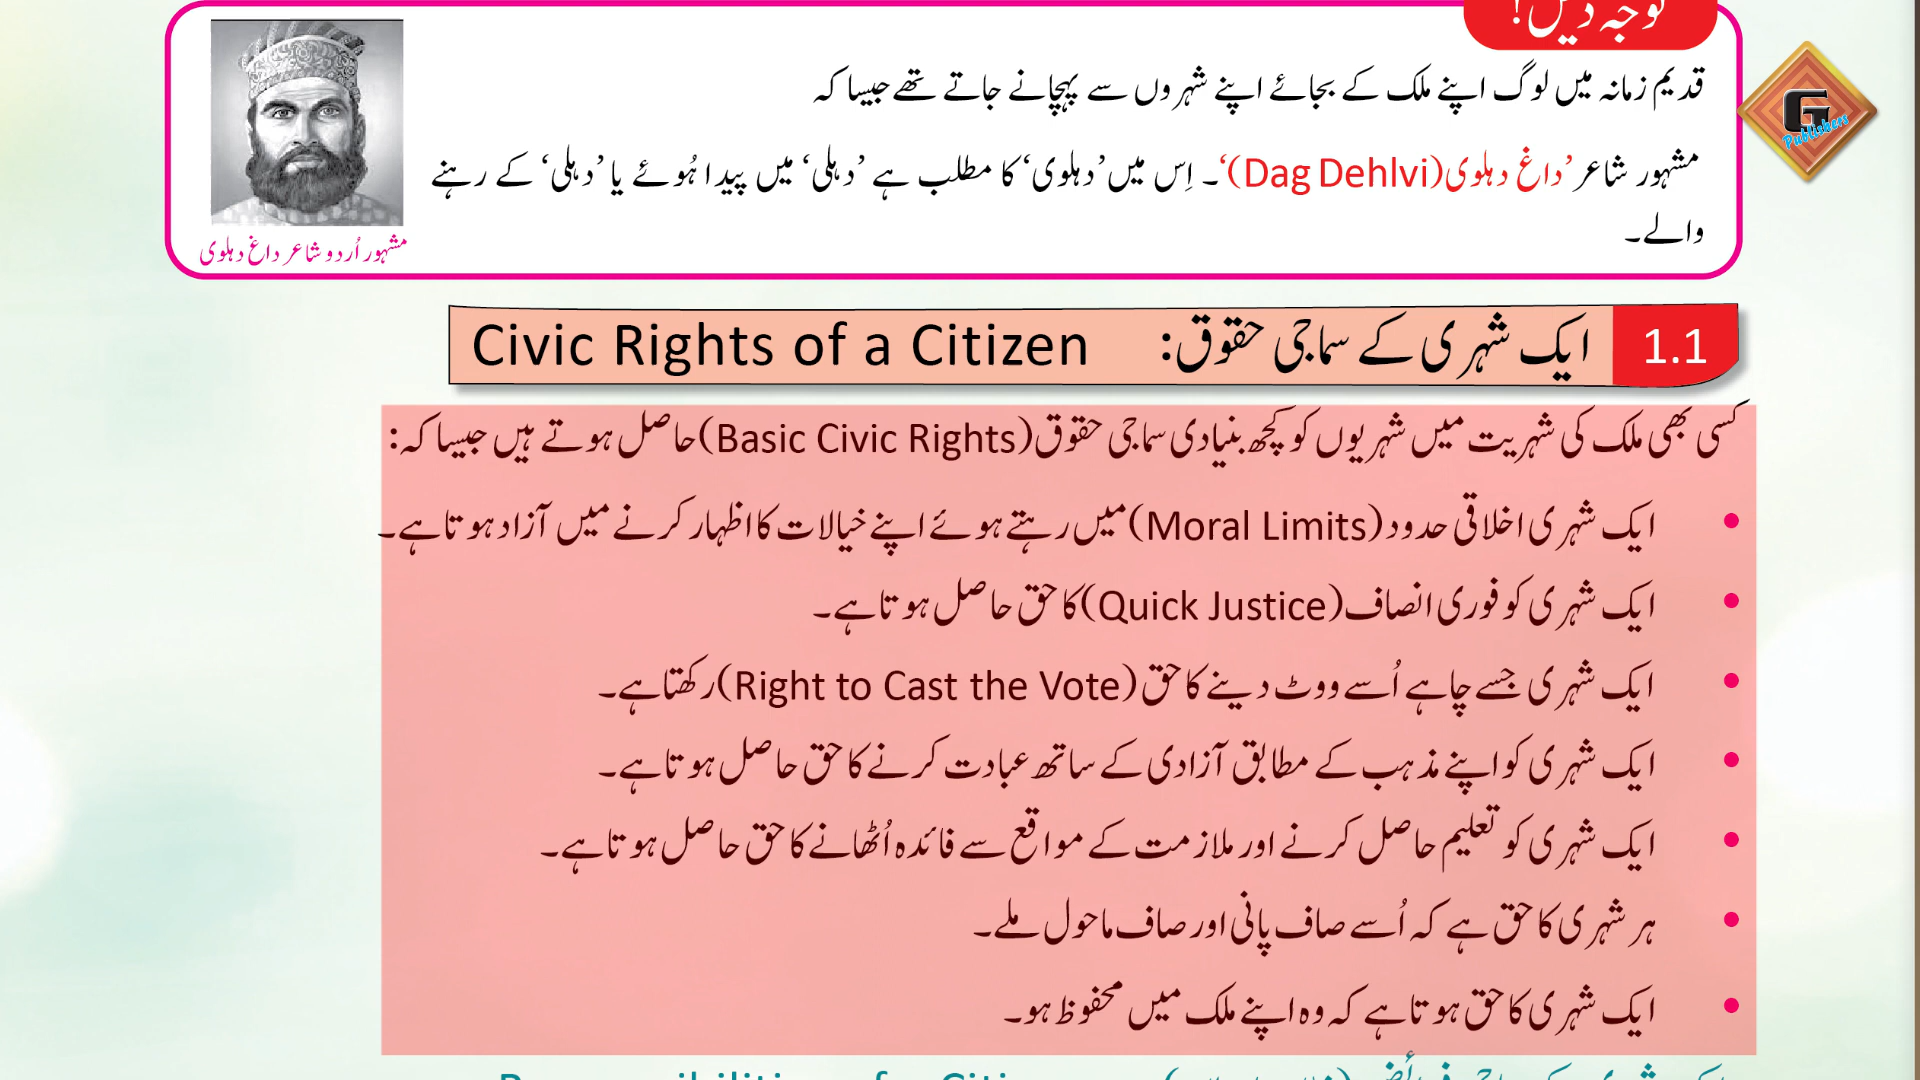 توجہ دیں!
قدیم زمانہ میں لوگ اپنے ملک کے بجائے اپنے شہروں سے پہچانے جاتے تھے جیسا کہ
مشہور شاعر ’داغ دہلوی(Dag Dehlvi)‘۔ اِس میں ’دہلوی‘ کا مطلب ہے ’دہلی‘ میں پیدا ہُوئے یا ’دہلی‘ کے رہنے
والے۔
مشہور اُردو شاعر داغ دہلوی
G Publishers
1.1 ایک شہری کے سماجی حقوق: Civic Rights of a Citizen
کسی بھی ملک کی شہریت میں شہریوں کو کچھ بنیادی سماجی حقوق(Basic Civic Rights)حاصل ہوتے ہیں جیسا کہ:
• ایک شہری اخلاقی حدود(Moral Limits)میں رہتے ہوئے اپنے خیالات کا اظہار کرنے میں آزاد ہوتا ہے۔
• ایک شہری کو فوری انصاف(Quick Justice)کا حق حاصل ہوتا ہے۔
• ایک شہری جسے چاہے اُسے ووٹ دینے کا حق (Right to Cast the Vote)رکھتا ہے۔
• ایک شہری کو اپنے مذہب کے مطابق آزادی کے ساتھ عبادت کرنے کا حق حاصل ہوتا ہے۔
• ایک شہری کو تعلیم حاصل کرنے اور ملازمت کے مواقع سے فائدہ اُٹھانے کا حق حاصل ہوتا ہے۔
• ہر شہری کا حق ہے کہ اُسے صاف پانی اور صاف ماحول ملے۔
• ایک شہری کا حق ہوتا ہے کہ وہ اپنے ملک میں محفوظ ہو۔